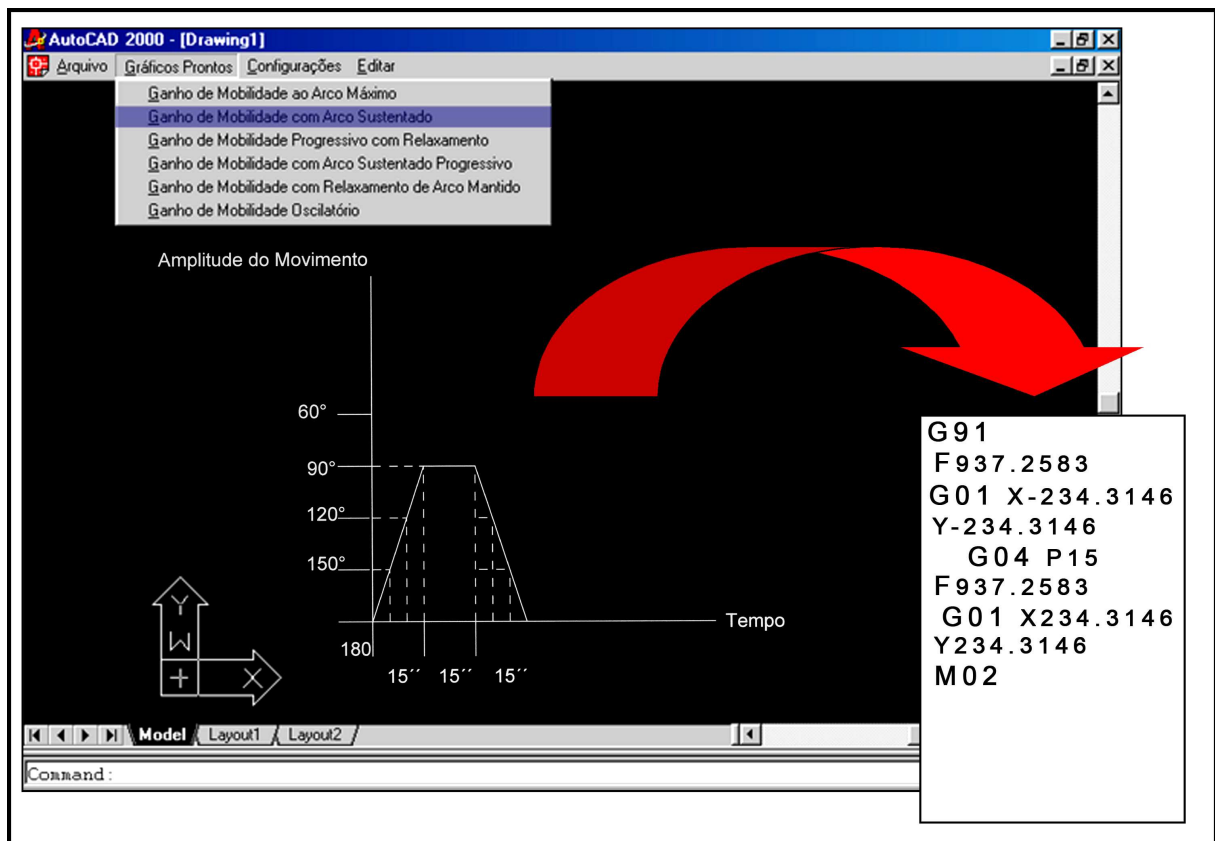 AutoCAD 2000 - [Drawing1]
Arquivo Gráficos Prontos Configurações Editar
Ganho de Mobilidade ao Arco Máximo
Ganho de Mobilidade com Arco Sustentado
Ganho de Mobilidade Progressivo com Relaxamento
Ganho de Mobilidade com Arco Sustentado Progressivo
Ganho de Mobilidade com Relaxamento de Arco Mantido
Ganho de Mobilidade Oscilatório
Amplitude do Movimento
60°
90°
120°
150°
180
Tempo
15´´ 15´´ 15´´
Y
W
X
G91
F937.2583
G01 X-234.3146
Y-234.3146
G04 P15
F937.2583
G01 X234.3146
Y234.3146
M02
Model Layout1 Layout2
Command: